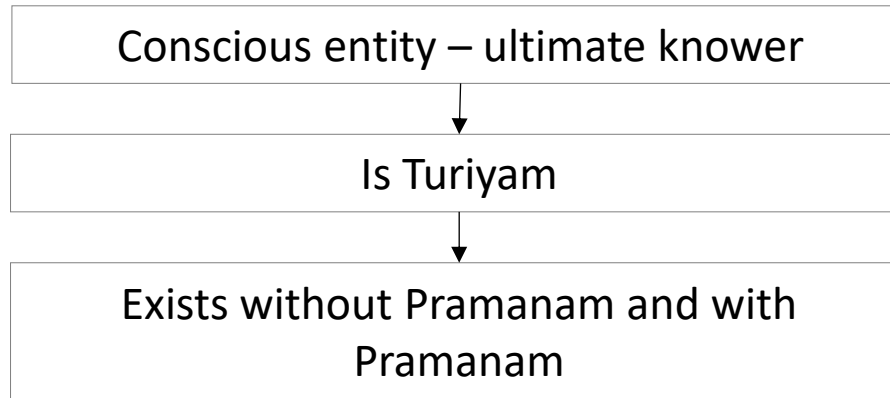 Conscious entity – ultimate knower
Is Turiyam
Exists without Pramanam and with
Pramanam